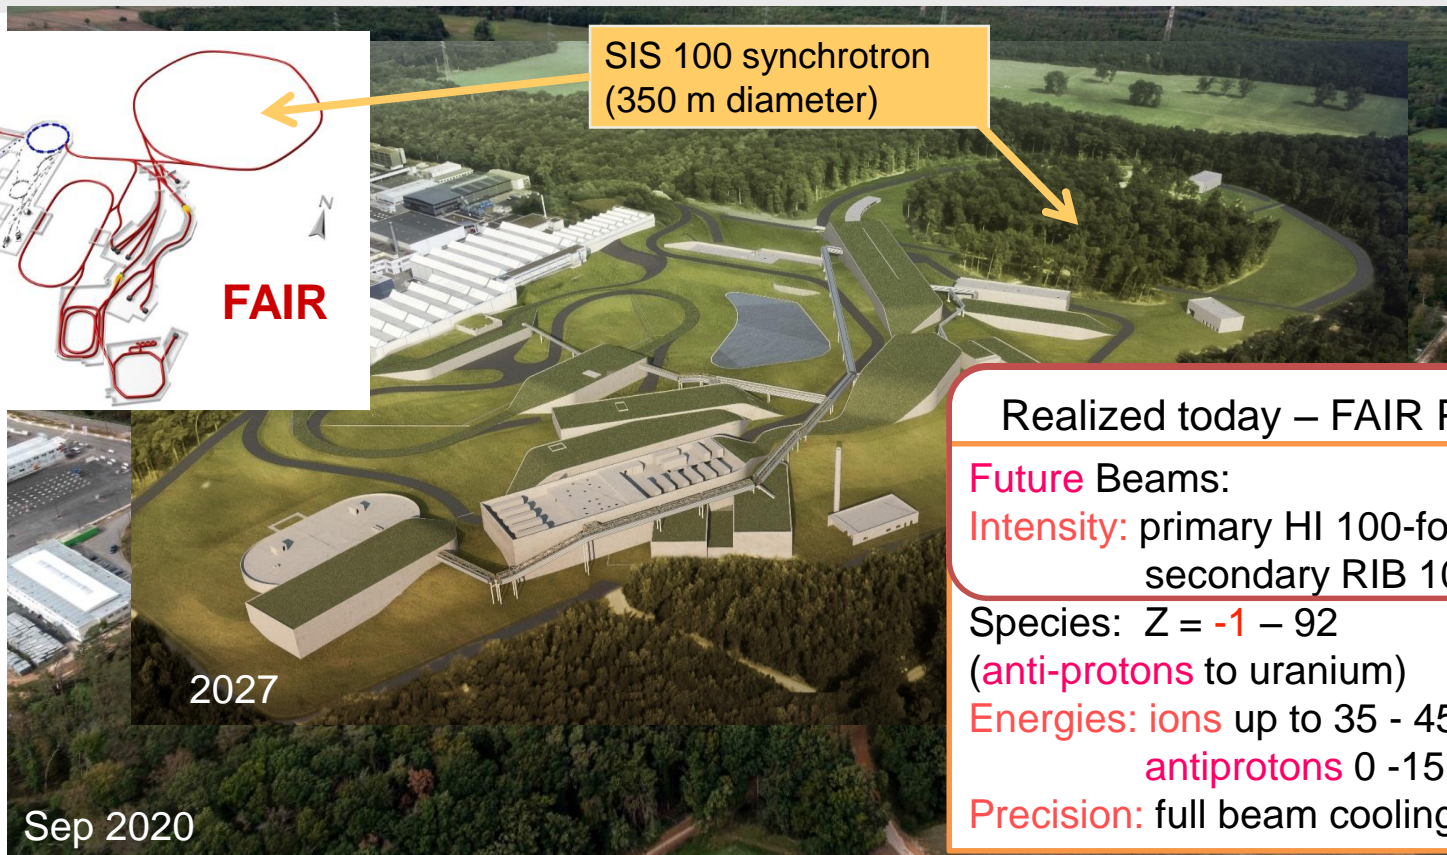 SIS 100 synchrotron
(350 m diameter)
N
FAIR
Realized today – FAIR
Future Beams:
Intensity: primary HI 100-fo
secondary RIB 10
Species: Z = -1 – 92
(anti-protons to uranium)
Energies: ions up to 35 - 45
antiprotons 0 -15
Precision: full beam cooling
2027
Sep 2020